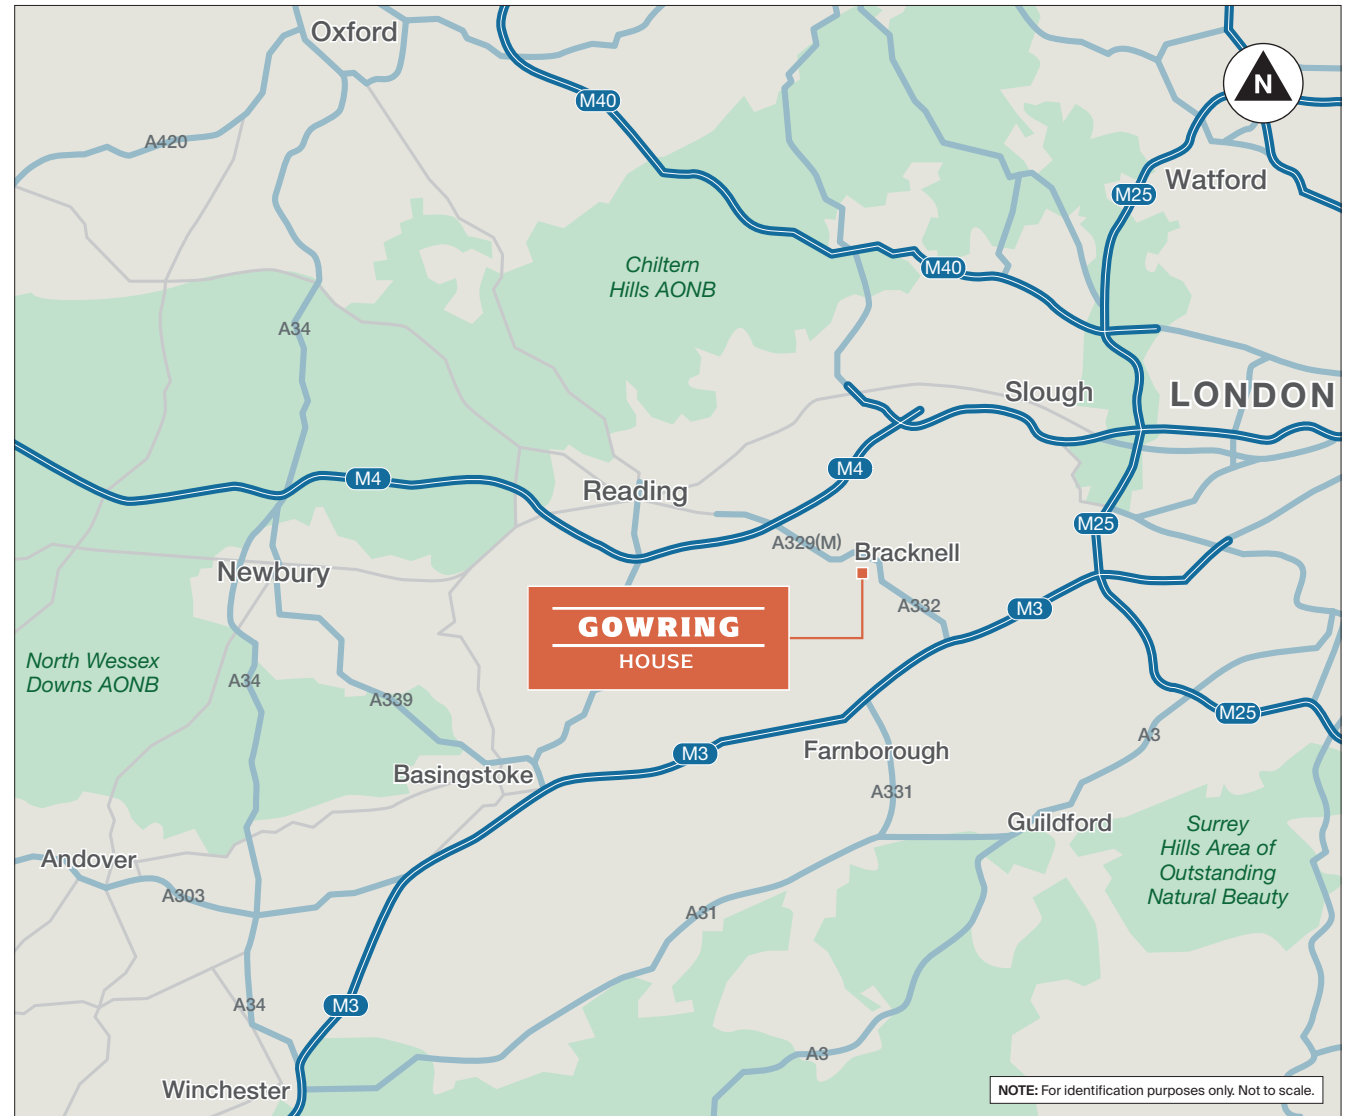 Oxford
M40
N
A420
Watford
M25
Chiltern
Hills AONB
M40
A34
Slough
LONDON
M4
M4
Reading
M25
A329(M)
Bracknell
Newbury
A332
M3
GOWRING
HOUSE
North Wessex
Downs AONB
A34
A339
M25
A3
M3
Farnborough
Basingstoke
A331
Guildford
Surrey
Hills Area of
Outstanding
Natural Beauty
Andover
A303
A31
A34
M3
A3
Winchester
NOTE: For identification purposes only. Not to scale.